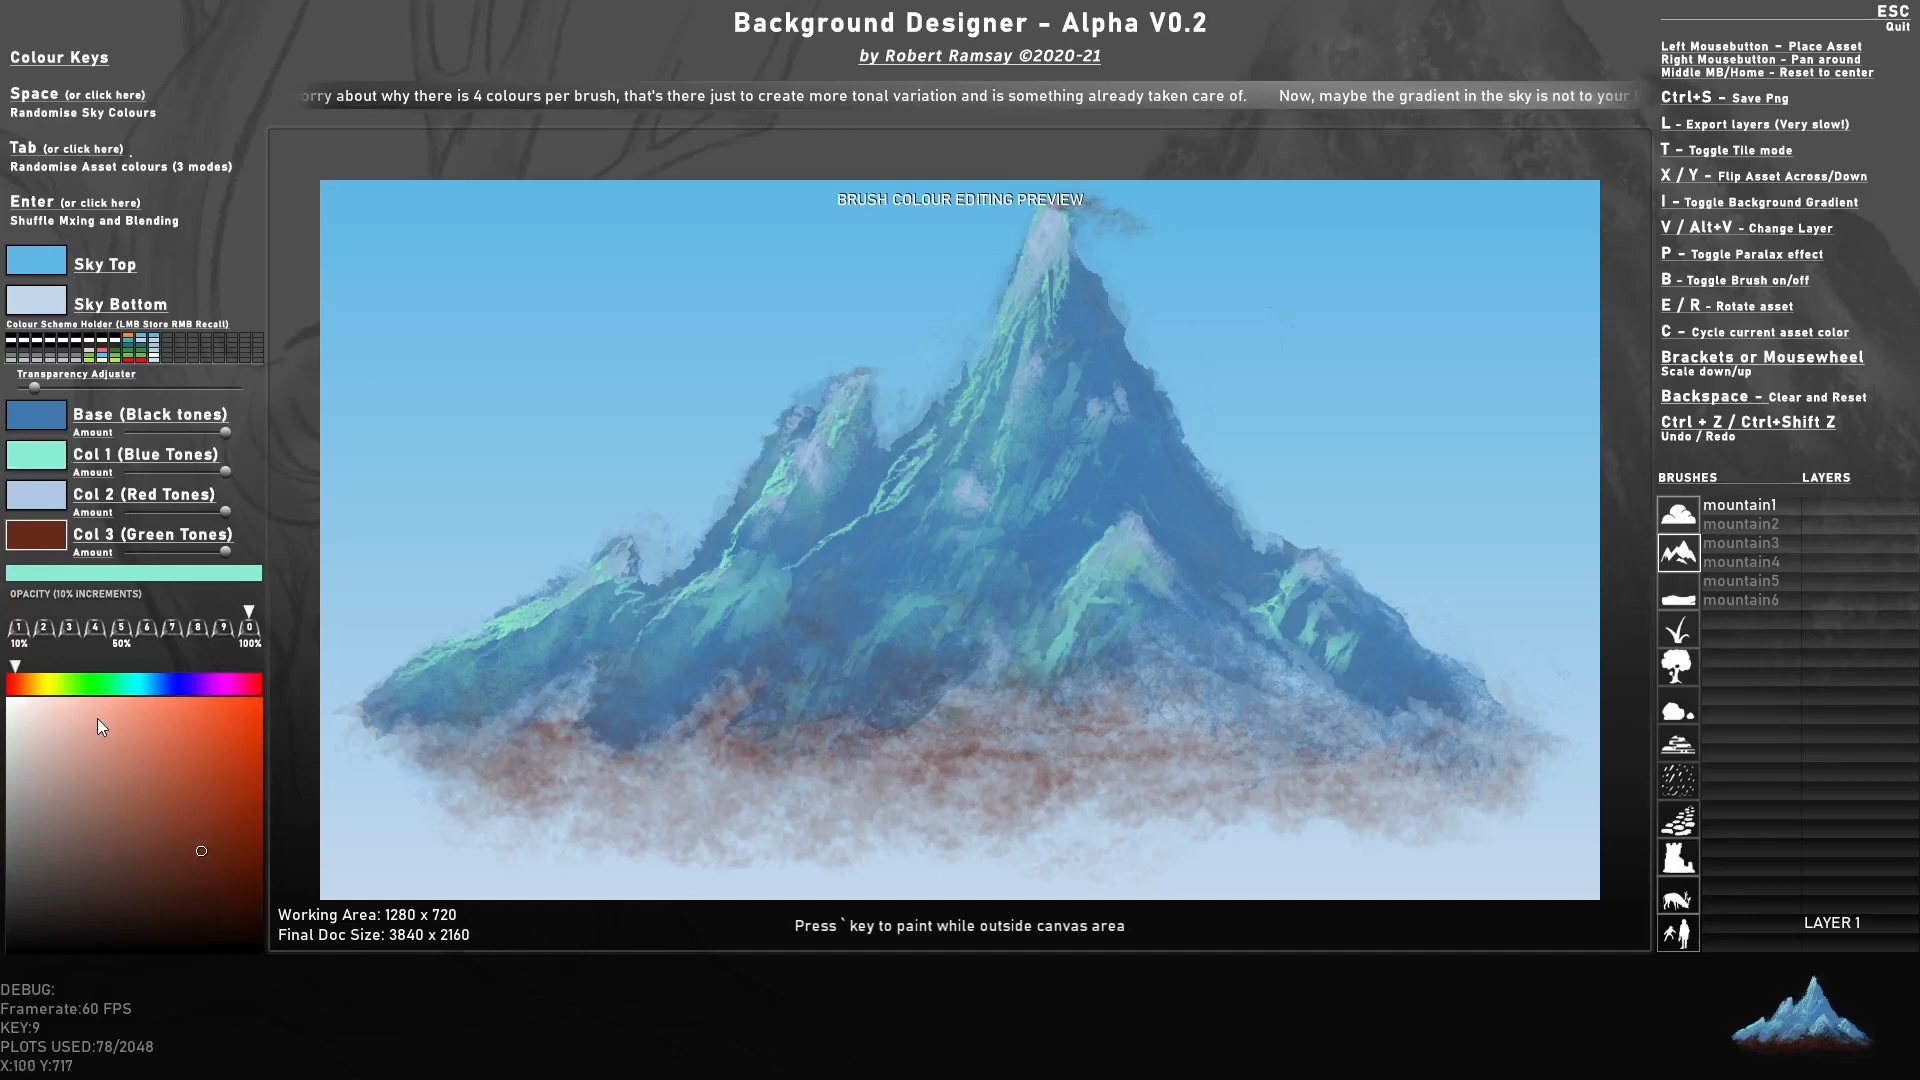 Background Designer - Alpha V0.2
by Robert Ramsay ©2020-21
about why there is 4 colours per brush, that's there just to create more tonal variation and is something already taken care of. Now, maybe the gradient in the sky is not to your
Colour Keys
Space (or click here)
Randomise Sky Colours
Tab (or click here)
Randomise Asset colours (3 modes)
Enter (or click here)
Shuffle Mxing and Blending
Sky Top
Sky Bottom
Colour Scheme Holder (LMB Store RMB Recall)
Transparency Adjuster
Base (Black tones)
Amount
Col 1 (Blue Tones)
Amount
Col 2 (Red Tones)
Amount
Col 3 (Green Tones)
Amount
OPACITY (10% INCREMENTS)
1 2 3 4 5 6 7 8 9 0
10% 50% 100%
BRUSH COLOUR EDITING PREVIEW
Working Area: 1280 x 720
Final Doc Size: 3840 x 2160
Press ` key to paint while outside canvas area
DEBUG:
Framerate:60 FPS
KEY:9
PLOTS USED:78/2048
X:100 Y:717
ESC
Quit
Left Mousebutton - Place Asset
Right Mousebutton - Pan around
Middle MB/Home - Reset to center
Ctrl+S - Save Png
L - Export layers (Very slow!)
T - Toggle Tile mode
X / Y - Flip Asset Across/Down
I - Toggle Background Gradient
V / Alt+V - Change Layer
P - Toggle Paralax effect
B - Toggle Brush on/off
E / R - Rotate asset
C - Cycle current asset color
Brackets or Mousewheel
Scale down/up
Backspace - Clear and Reset
Ctrl + Z / Ctrl+Shift Z
Undo / Redo
BRUSHES LAYERS
mountain1
mountain2
mountain3
mountain4
mountain5
mountain6
LAYER 1